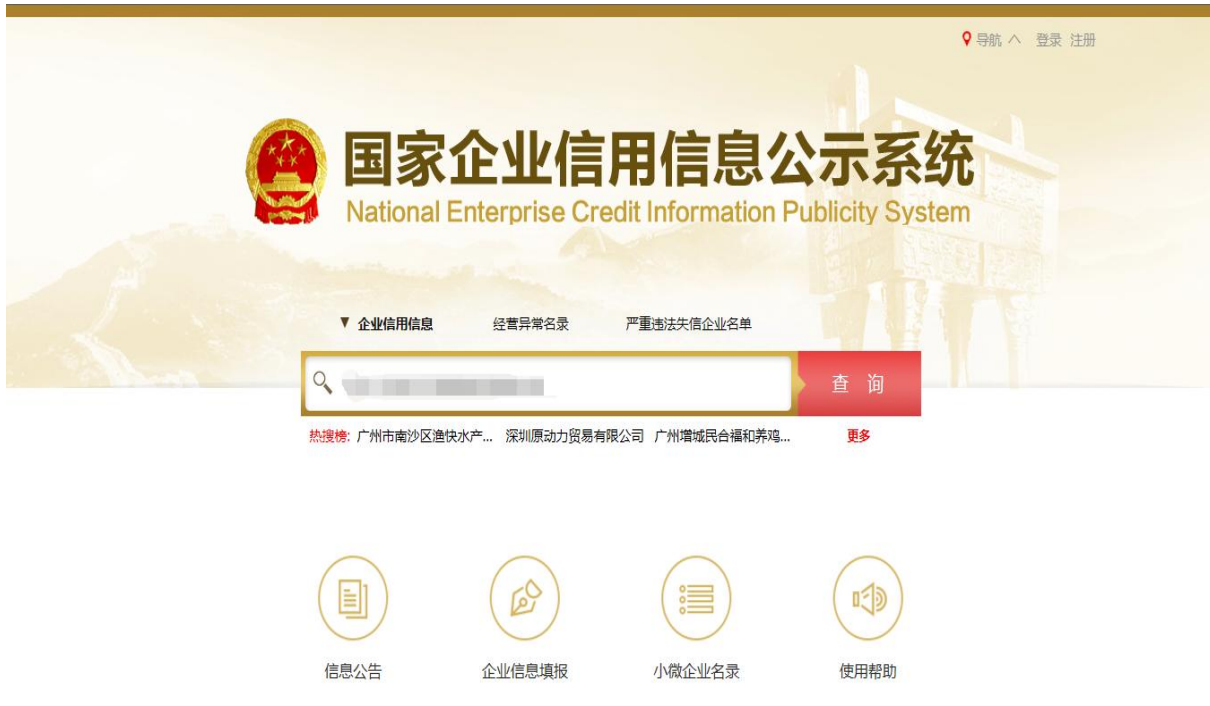 导航 登录 注册
国家企业信用信息公示系统
National Enterprise Credit Information Publicity System
企业信用信息 经营异常名录 严重违法失信企业名单
查 询
热搜榜: 广州市南沙区渔快水产... 深圳原动力贸易有限公司 广州增城民合福和养鸡... 更多
信息公告 企业信息填报 小微企业名录 使用帮助